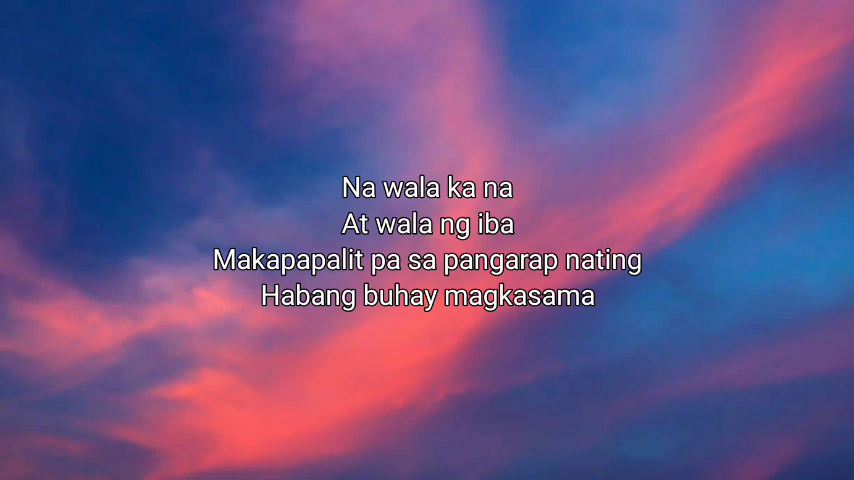 Na wala ka na
At wala ng iba
Makapapalit pa sa pangarap nating
Habang buhay magkasama